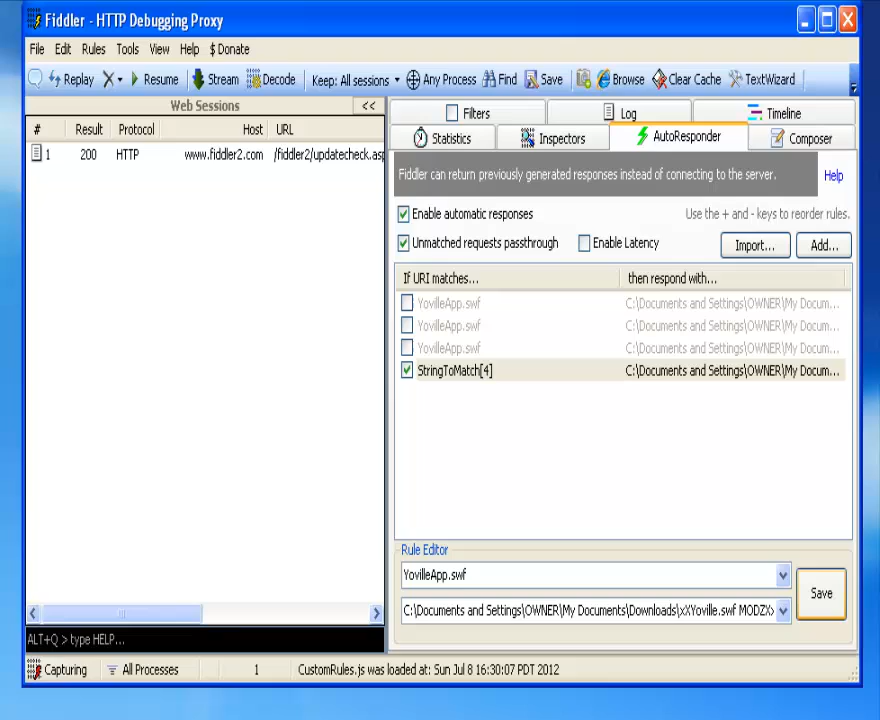 Fiddler - HTTP Debugging Proxy
File Edit Rules Tools View Help $ Donate
Replay Resume Stream Decode Keep: All sessions Any Process Find Save Browse Clear Cache TextWizard
Web Sessions <<
# Result Protocol Host URL
1 200 HTTP www.fiddler2.com /fiddler2/updatecheck.asp
Filters Log Timeline
Statistics Inspectors AutoResponder Composer
Fiddler can return previously generated responses instead of connecting to the server. Help
Enable automatic responses Use the + and - keys to reorder rules.
Unmatched requests passthrough Enable Latency Import... Add...
If URI matches... then respond with...
YovilleApp.swf C:\Documents and Settings\OWNER\My Docum...
YovilleApp.swf C:\Documents and Settings\OWNER\My Docum...
YovilleApp.swf C:\Documents and Settings\OWNER\My Docum...
StringToMatch[4] C:\Documents and Settings\OWNER\My Docum...
Rule Editor
YovilleApp.swf
Save
C:\Documents and Settings\OWNER\My Documents\Downloads\xXYoville.swf MODZX
ALT+Q > type HELP...
Capturing All Processes 1 CustomRules.js was loaded at: Sun Jul 8 16:30:07 PDT 2012